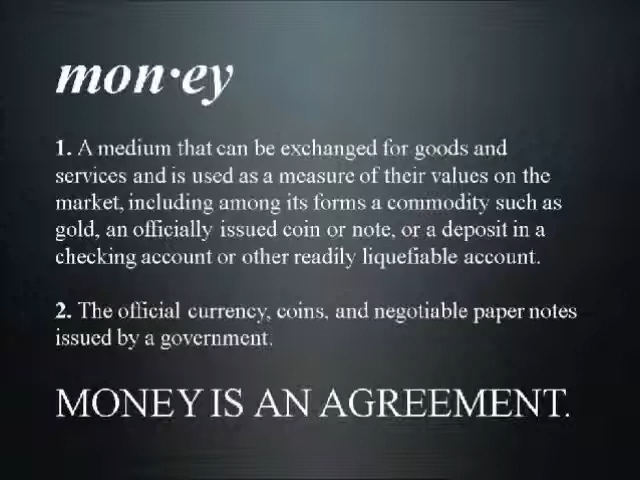 mon·ey
1. A medium that can be exchanged for goods and
services and is used as a measure of their values on the
market, including among its forms a commodity such as
gold, an officially issued coin or note, or a deposit in a
checking account or other readily liquefiable account.
2. The official currency, coins, and negotiable paper notes
issued by a government.
MONEY IS AN AGREEMENT.